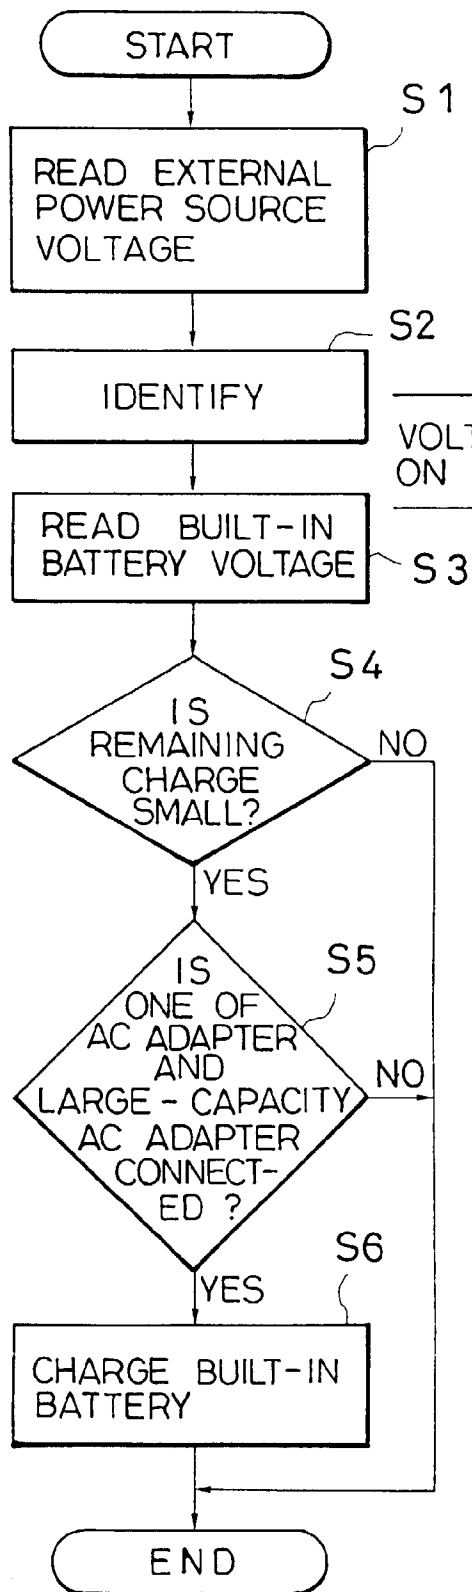 START
S1
READ EXTERNAL
POWER SOURCE
VOLTAGE
S2
IDENTIFY
ON
READ BUILT-IN
BATTERY VOLTAGE
S3
S4
IS
REMAINING
CHARGE
SMALL?
NO
YES
S5
IS
ONE OF
AC ADAPTER
AND
LARGE-CAPACITY
AC ADAPTER
CONNECT-
ED ?
NO
YES
S6
CHARGE BUILT-IN
BATTERY
END